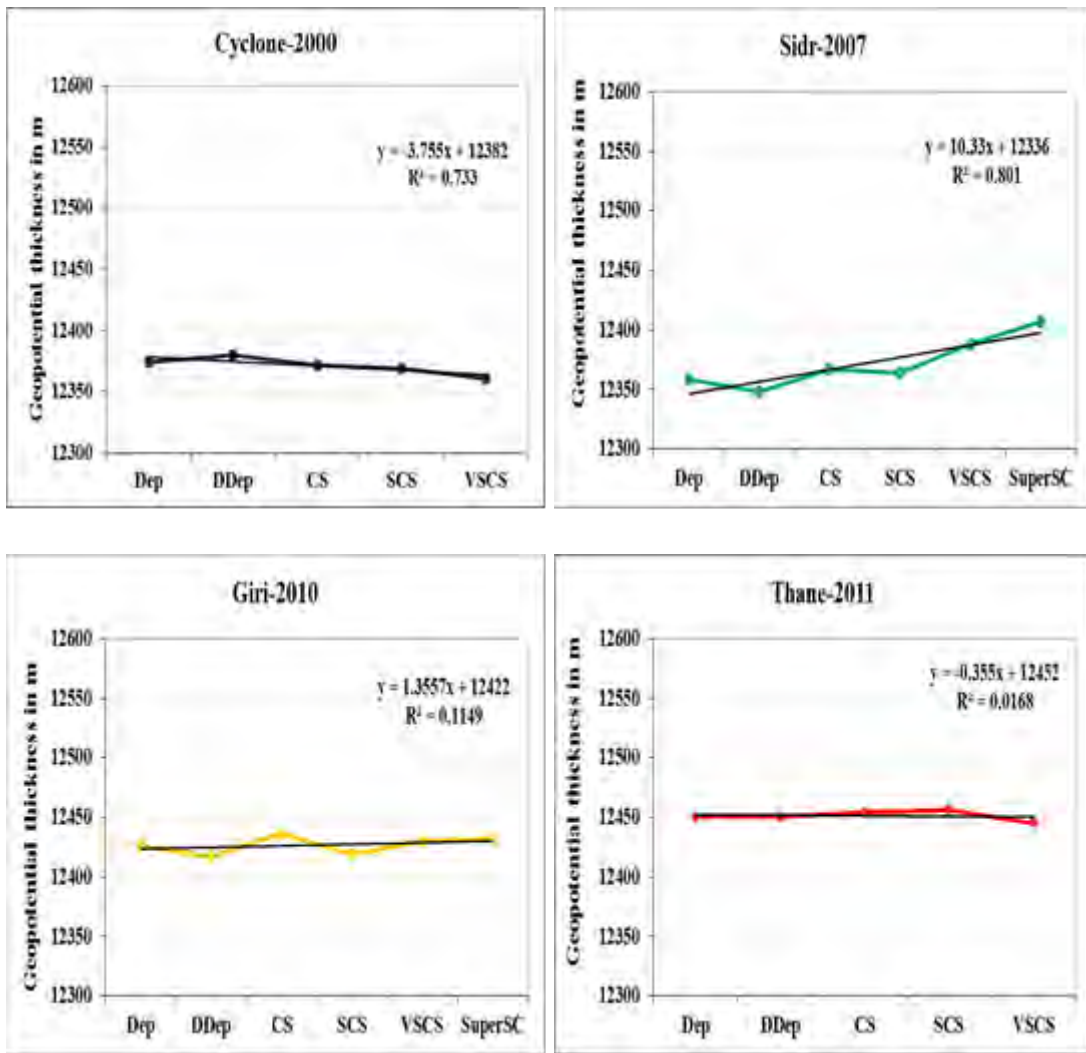 Cyclone-2000
Geopotential thickness in m
12600
12550
12500
12450
12400
12350
12300
y = -3.755x + 12382
R² = 0.733
Dep DDep CS SCS VSCS
Sidr-2007
Geopotential thickness in m
12600
12550
12500
12450
12400
12350
12300
y = 10.33x + 12336
R² = 0.801
Dep DDep CS SCS VSCS SuperSC
Giri-2010
Geopotential thickness in m
12600
12550
12500
12450
12400
12350
12300
y = 1.3557x + 12422
R² = 0.1149
Dep DDep CS SCS VSCS SuperSC
Thane-2011
Geopotential thickness in m
12600
12550
12500
12450
12400
12350
12300
y = -0.355x + 12452
R² = 0.0168
Dep DDep CS SCS VSCS